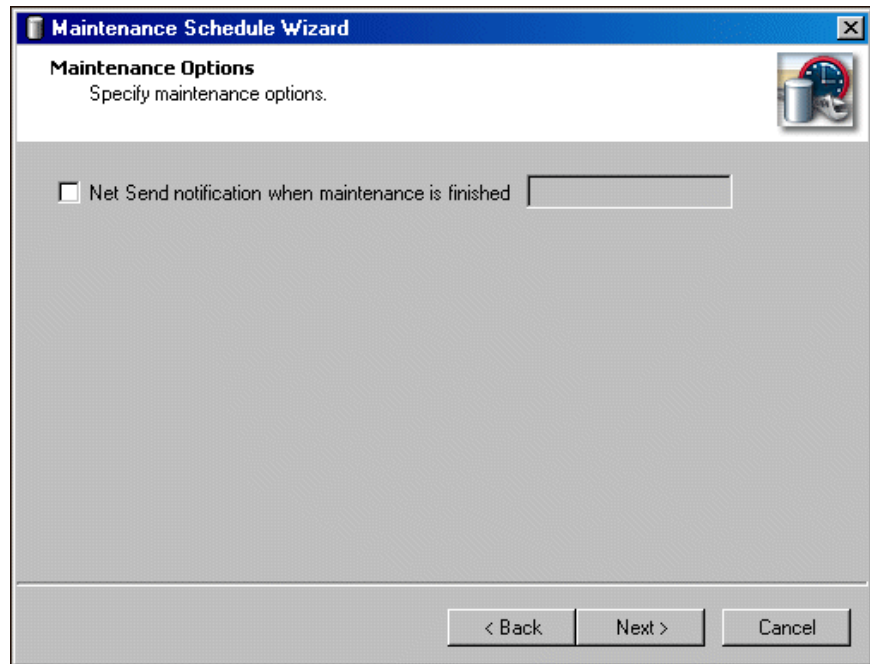 Maintenance Schedule Wizard
Maintenance Options
Specify maintenance options.
Net Send notification when maintenance is finished
< Back Next > Cancel